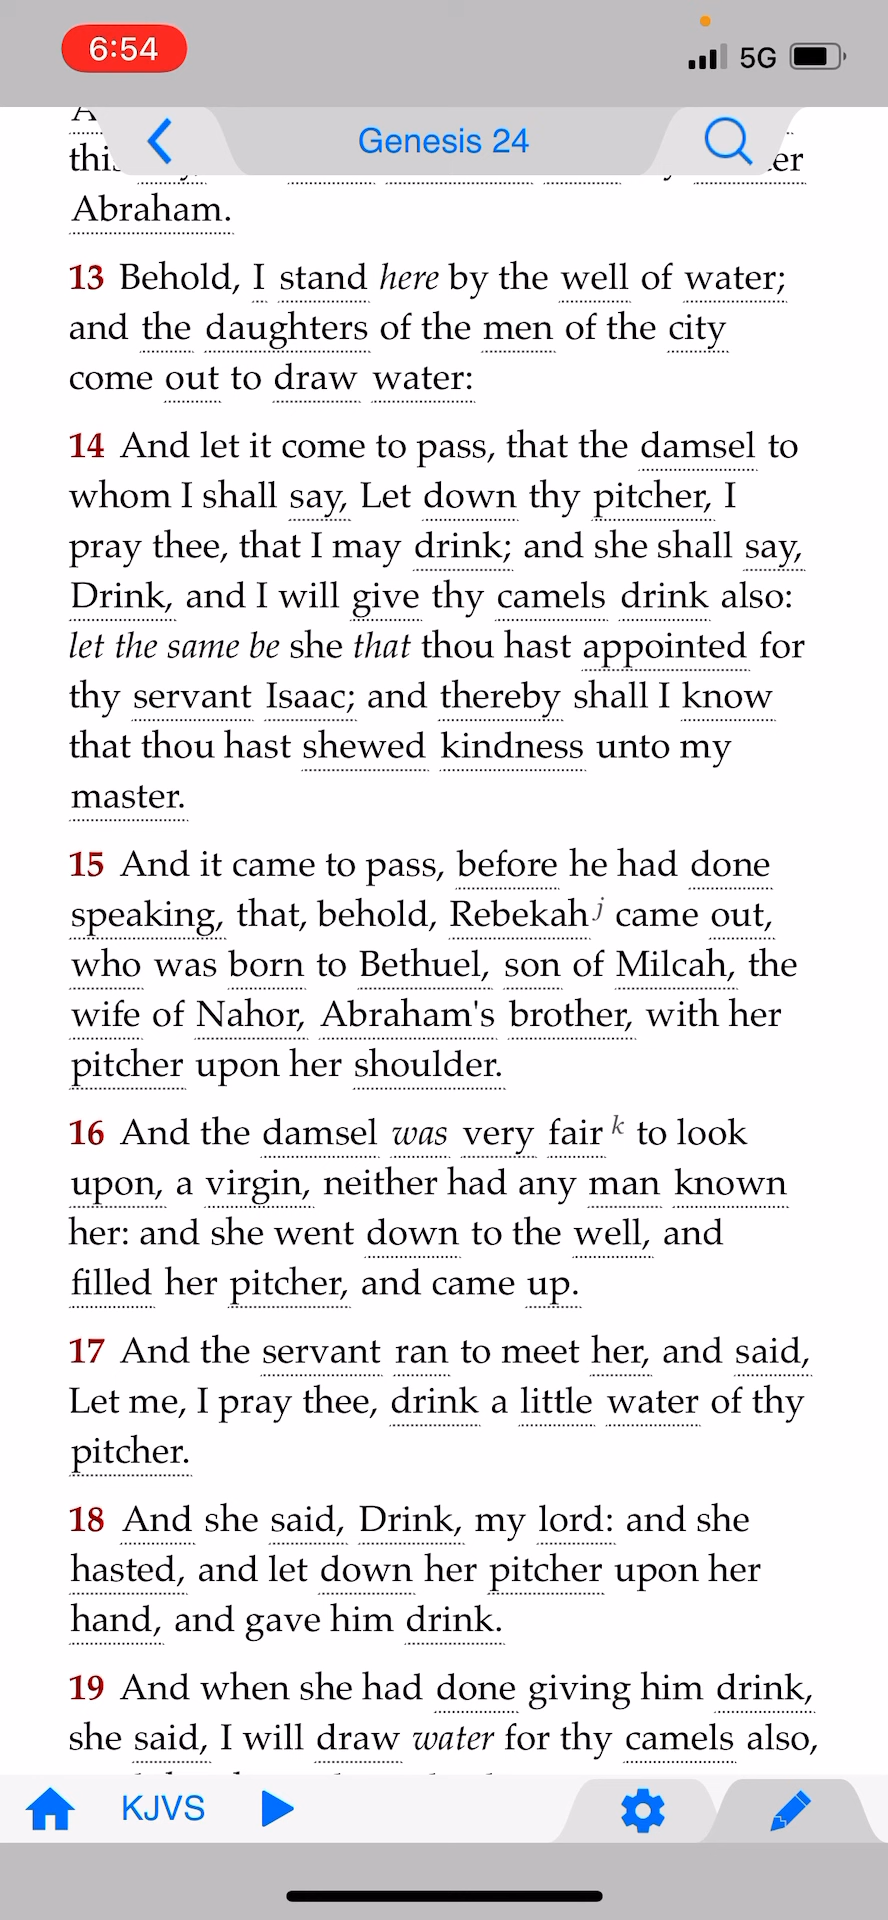 6:54
5G
Genesis 24
Abraham.
13 Behold, I stand here by the well of water;
and the daughters of the men of the city
come out to draw water:
14 And let it come to pass, that the damsel to
whom I shall say, Let down thy pitcher, I
pray thee, that I may drink; and she shall say,
Drink, and I will give thy camels drink also:
let the same be she that thou hast appointed for
thy servant Isaac; and thereby shall I know
that thou hast shewed kindness unto my
master.
15 And it came to pass, before he had done
speaking, that, behold, Rebekah j came out,
who was born to Bethuel, son of Milcah, the
wife of Nahor, Abraham's brother, with her
pitcher upon her shoulder.
16 And the damsel was very fair k to look
upon, a virgin, neither had any man known
her: and she went down to the well, and
filled her pitcher, and came up.
17 And the servant ran to meet her, and said,
Let me, I pray thee, drink a little water of thy
pitcher.
18 And she said, Drink, my lord: and she
hasted, and let down her pitcher upon her
hand, and gave him drink.
19 And when she had done giving him drink,
she said, I will draw water for thy camels also,
KJVS